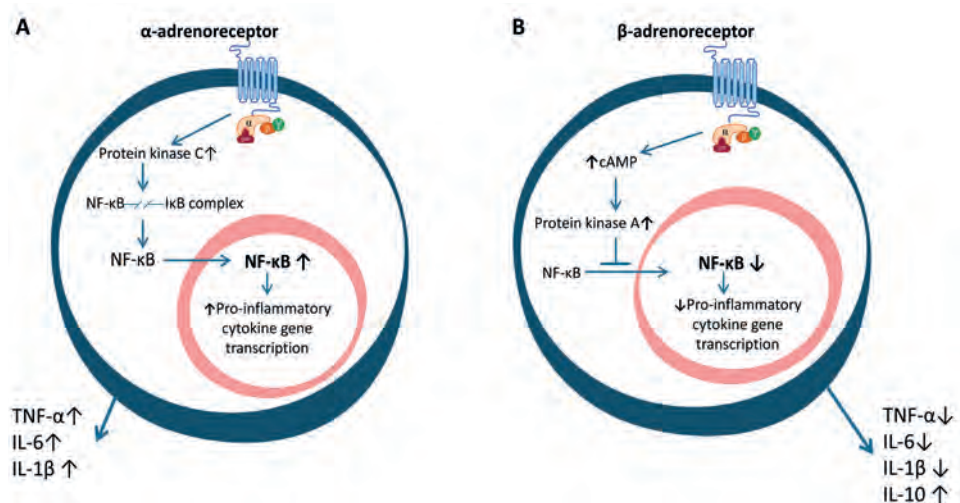 A
α-adrenoreceptor
α
β
γ
Protein kinase C↑
NF-κB IκB complex
NF-κB
NF-κB ↑
↑Pro-inflammatory
cytokine gene
transcription
TNF-α↑
IL-6↑
IL-1β ↑
B
β-adrenoreceptor
α
β
γ
↑cAMP
Protein kinase A↑
NF-κB
NF-κB ↓
↓Pro-inflammatory
cytokine gene
transcription
TNF-α↓
IL-6↓
IL-1β ↓
IL-10 ↑